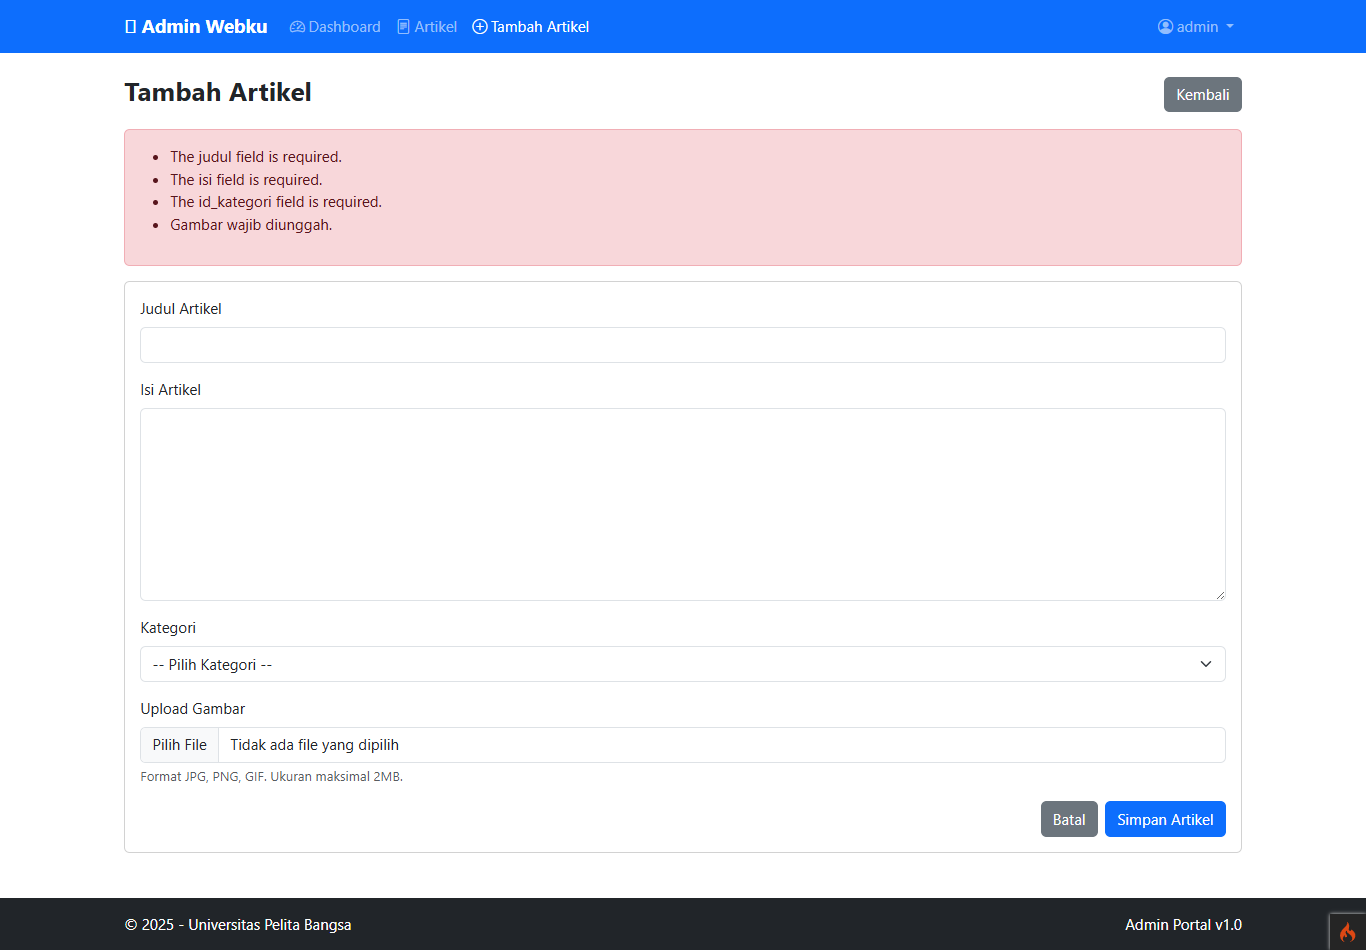 Admin Webku Dashboard Artikel Tambah Artikel admin
Tambah Artikel Kembali
• The judul field is required.
• The isi field is required.
• The id_kategori field is required.
• Gambar wajib diunggah.
Judul Artikel
Isi Artikel
Kategori
-- Pilih Kategori --
Upload Gambar
Pilih File Tidak ada file yang dipilih
Format JPG, PNG, GIF. Ukuran maksimal 2MB.
Batal Simpan Artikel
© 2025 - Universitas Pelita Bangsa Admin Portal v1.0